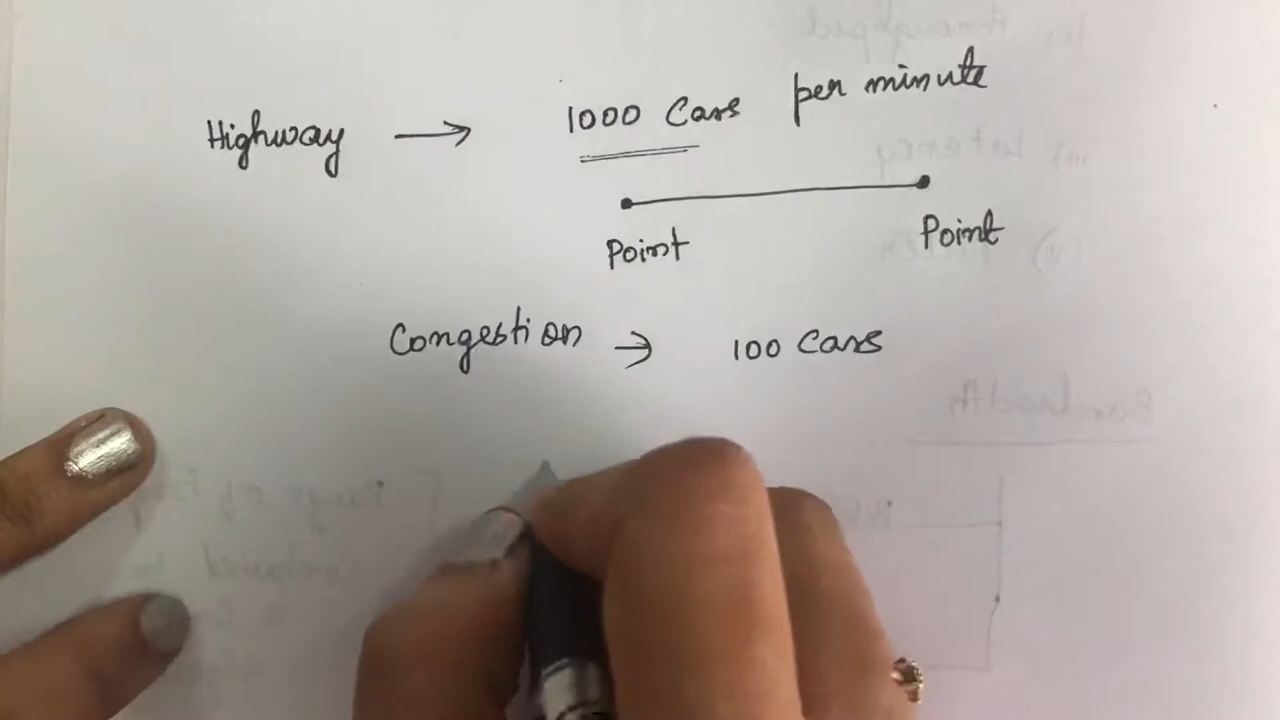 Highway → 1000 Cars per minute
Point Point
Congestion → 100 Cars